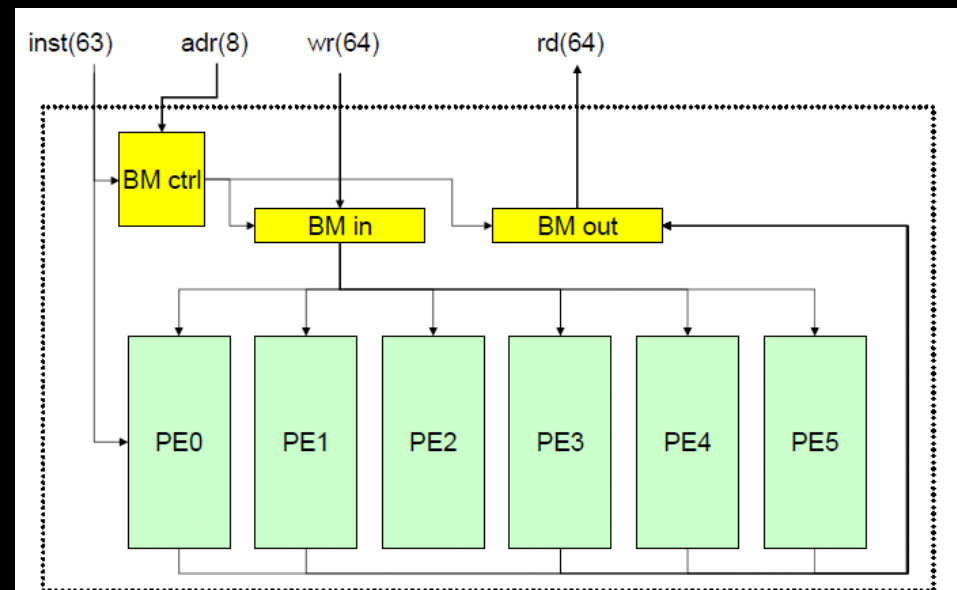 inst(63) adr(8) wr(64) rd(64)
BM ctrl
BM in BM out
PE0 PE1 PE2 PE3 PE4 PE5